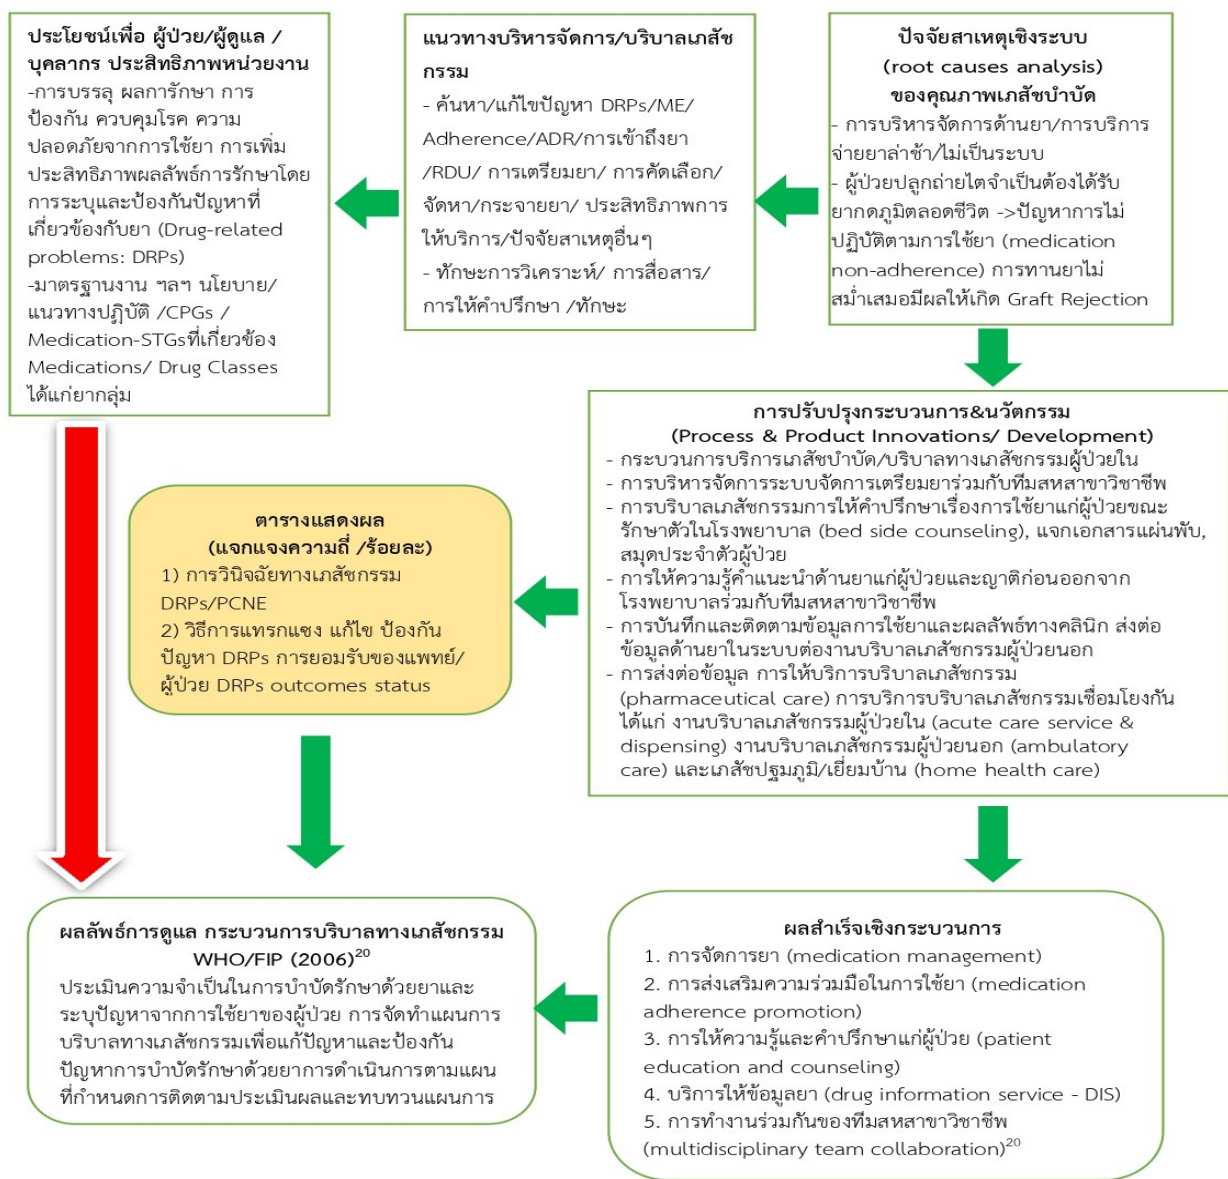 ประโยชน์เพื่อ ผู้ป่วย/ผู้ดูแล /
บุคลากร ประสิทธิภาพหน่วยงาน
-การบรรลุ ผลการักษา การ
ป้องกัน ควบคุมโรค ความ
ปลอดภัยจากการใช้ยา การเพิ่ม
ประสิทธิภาพผลลัพธ์การรักษาโดย
การระบุและป้องกันปัญหาที่
เกี่ยวข้องกับยา (Drug-related
problems: DRPs)
-มาตรฐานงาน ฯลฯ นโยบาย/
แนวทางปฏิบัติ /CPGs /
Medication-STGsที่เกี่ยวข้อง
Medications/ Drug Classes
ได้แก่ยากลุ่ม
แนวทางบริหารจัดการ/บริบาลเภสัช
กรรม
- ค้นหา/แก้ไขปัญหา DRPs/ME/
Adherence/ADR/การเข้าถึงยา
/RDU/ การเตรียมยา/ การคัดเลือก/
จัดหา/กระจายยา/ ประสิทธิภาพการ
ให้บริการ/ปัจจัยสาเหตุอื่นๆ
- ทักษะการวิเคราะห์/ การสื่อสาร/
การให้คำปรึกษา /ทักษะ
ปัจจัยสาเหตุเชิงระบบ
(root causes analysis)
ของคุณภาพเภสัชบำบัด
- การบริหารจัดการด้านยา/การบริการ
จ่ายยาล่าช้า/ไม่เป็นระบบ
- ผู้ป่วยปลูกถ่ายไตจำเป็นต้องได้รับ
ยากดภูมิตลอดชีวิต ->ปัญหาการไม่
ปฏิบัติตามการใช้ยา (medication
non-adherence) การทานยาไม่
สม่ำเสมอมีผลให้เกิด Graft Rejection
การปรับปรุงกระบวนการ&นวัตกรรม
(Process & Product Innovations/ Development)
- กระบวนการบริการเภสัชบำบัด/บริบาลทางเภสัชกรรมผู้ป่วยใน
- การบริหารจัดการระบบจัดการเตรียมยาร่วมกับทีมสหสาขาวิชาชีพ
- การบริบาลเภสัชกรรมการให้คำปรึกษาเรื่องการใช้ยาแก่ผู้ป่วยขณะ
รักษาตัวในโรงพยาบาล (bed side counseling), แจกเอกสารแผ่นพับ,
สมุดประจำตัวผู้ป่วย
- การให้ความรู้คำแนะนำด้านยาแก่ผู้ป่วยและญาติก่อนออกจาก
โรงพยาบาลร่วมกับทีมสหสาขาวิชาชีพ
- การบันทึกและติดตามข้อมูลการใช้ยาและผลลัพธ์ทางคลินิก ส่งต่อ
ข้อมูลด้านยาในระบบต่องานบริบาลเภสัชกรรมผู้ป่วยนอก
- การส่งต่อข้อมูล การให้บริการบริบาลเภสัชกรรม
(pharmaceutical care) การบริการบริบาลเภสัชกรรมเชื่อมโยงกัน
ได้แก่ งานบริบาลเภสัชกรรมผู้ป่วยใน (acute care service &
dispensing) งานบริบาลเภสัชกรรมผู้ป่วยนอก (ambulatory
care) และเภสัชปฐมภูมิ/เยี่ยมบ้าน (home health care)
ตารางแสดงผล
(แจกแจงความถี่ /ร้อยละ)
1) การวินิจฉัยทางเภสัชกรรม
DRPs/PCNE
2) วิธีการแทรกแซง แก้ไข ป้องกัน
ปัญหา DRPs การยอมรับของแพทย์/
ผู้ป่วย DRPs outcomes status
ผลลัพธ์การดูแล กระบวนการบริบาลทางเภสัชกรรม
WHO/FIP (2006)²⁰
ประเมินความจำเป็นในการบำบัดรักษาด้วยยาและ
ระบุปัญหาจากการใช้ยาของผู้ป่วย การจัดทำแผนการ
บริบาลทางเภสัชกรรมเพื่อแก้ปัญหาและป้องกัน
ปัญหาการบำบัดรักษาด้วยยาการดำเนินการตามแผน
ที่กำหนดการติดตามประเมินผลและทบทวนแผนการ
ผลสำเร็จเชิงกระบวนการ
1. การจัดการยา (medication management)
2. การส่งเสริมความร่วมมือในการใช้ยา (medication
adherence promotion)
3. การให้ความรู้และคำปรึกษาแก่ผู้ป่วย (patient
education and counseling)
4. บริการให้ข้อมูลยา (drug information service - DIS)
5. การทำงานร่วมกันของทีมสหสาขาวิชาชีพ
(multidisciplinary team collaboration)²⁰